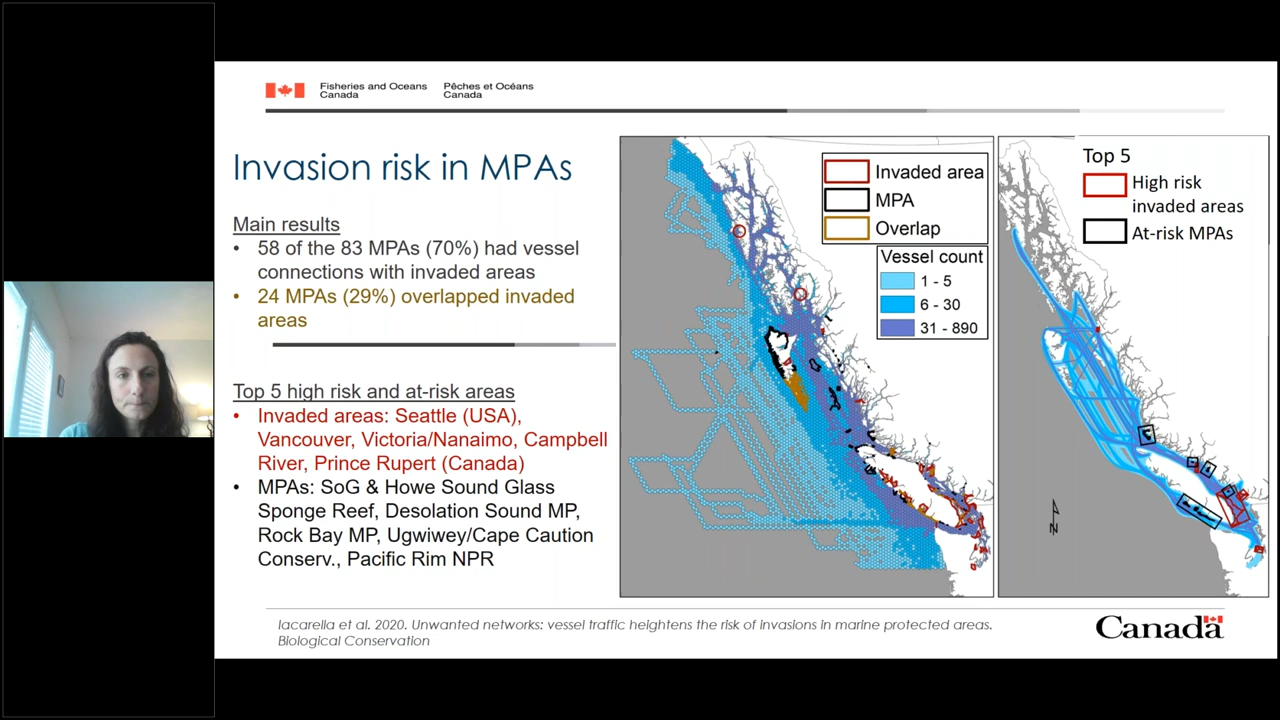 Fisheries and Oceans
Canada
Pêches et Océans
Canada
Invasion risk in MPAs
Main results
• 58 of the 83 MPAs (70%) had vessel
connections with invaded areas
• 24 MPAs (29%) overlapped invaded
areas
Top 5 high risk and at-risk areas
• Invaded areas: Seattle (USA),
Vancouver, Victoria/Nanaimo, Campbell
River, Prince Rupert (Canada)
• MPAs: SoG & Howe Sound Glass
Sponge Reef, Desolation Sound MP,
Rock Bay MP, Ugwiwey/Cape Caution
Conserv., Pacific Rim NPR
Invaded area
MPA
Overlap
Vessel count
1 - 5
6 - 30
31 - 890
Top 5
High risk
invaded areas
At-risk MPAs
N
Iacarella et al. 2020. Unwanted networks: vessel traffic heightens the risk of invasions in marine protected areas.
Biological Conservation
Canada